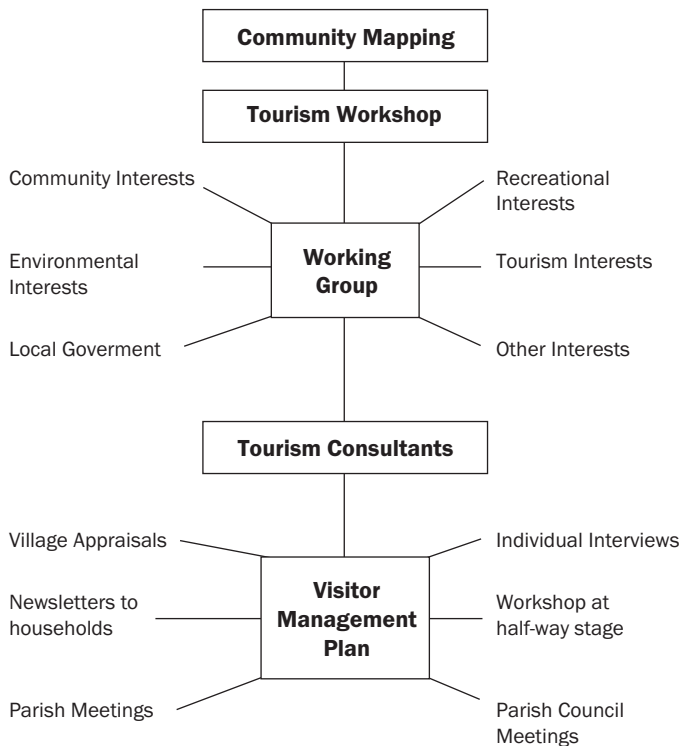 Community Mapping
Tourism Workshop
Community Interests
Recreational
Interests
Environmental
Interests
Working
Group
Tourism Interests
Local Goverment
Other Interests
Tourism Consultants
Village Appraisals
Individual Interviews
Newsletters to
households
Visitor
Management
Plan
Workshop at
half-way stage
Parish Meetings
Parish Council
Meetings